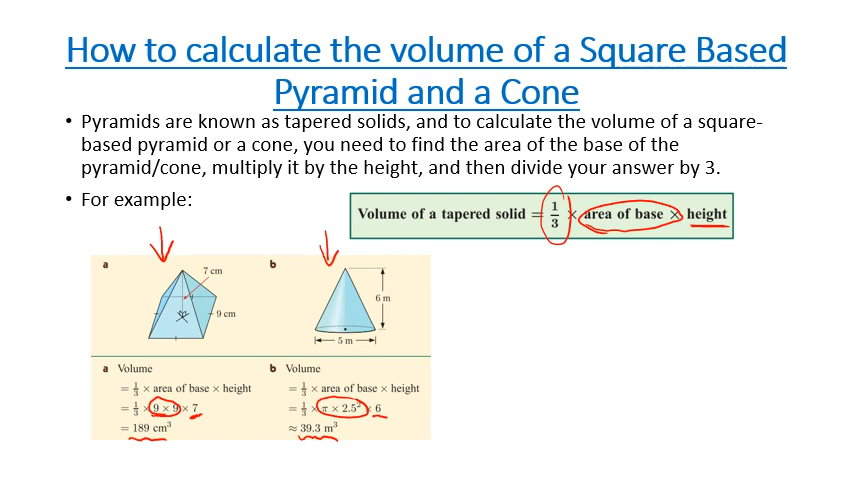 How to calculate the volume of a Square Based
Pyramid and a Cone
• Pyramids are known as tapered solids, and to calculate the volume of a square-
based pyramid or a cone, you need to find the area of the base of the
pyramid/cone, multiply it by the height, and then divide your answer by 3.
• For example:
Volume of a tapered solid = 1/3 × area of base × height
a
7 cm
9 cm
b
6 m
5 m
a Volume
= 1/3 × area of base × height
= 1/3 × 9 × 9 × 7
= 189 cm³
b Volume
= 1/3 × area of base × height
= 1/3 × π × 2.5² × 6
≈ 39.3 m³